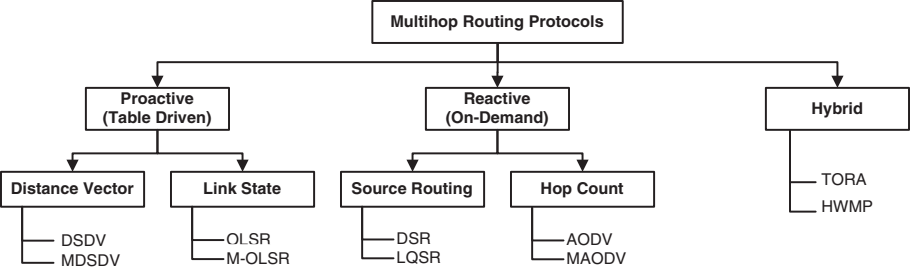 Multihop Routing Protocols
Proactive
(Table Driven)
Reactive
(On-Demand)
Hybrid
Distance Vector
Link State
Source Routing
Hop Count
TORA
HWMP
DSDV
MDSDV
OLSR
M-OLSR
DSR
LQSR
AODV
MAODV